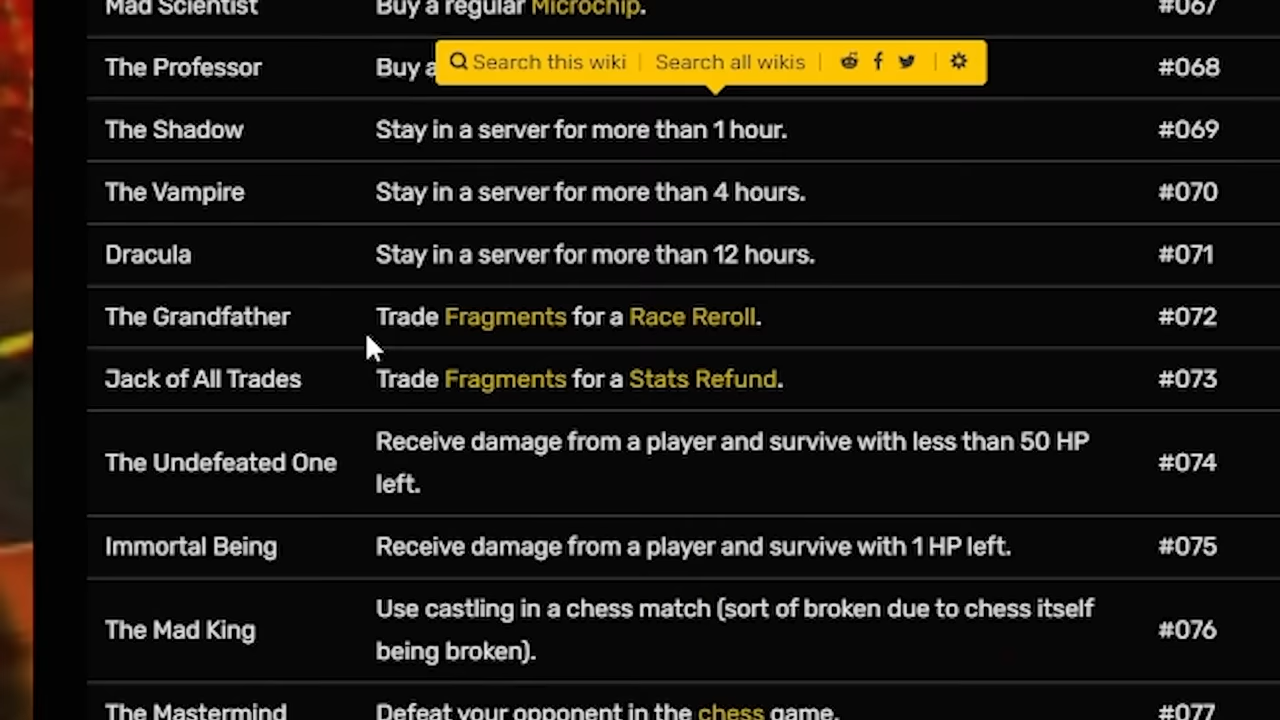 Mad Scientist Buy a regular Microchip. #067
Search this wiki Search all wikis
The Professor Buy a #068
The Shadow Stay in a server for more than 1 hour. #069
The Vampire Stay in a server for more than 4 hours. #070
Dracula Stay in a server for more than 12 hours. #071
The Grandfather Trade Fragments for a Race Reroll. #072
Jack of All Trades Trade Fragments for a Stats Refund. #073
The Undefeated One Receive damage from a player and survive with less than 50 HP #074
left.
Immortal Being Receive damage from a player and survive with 1 HP left. #075
The Mad King Use castling in a chess match (sort of broken due to chess itself #076
being broken).
The Mastermind Defeat your opponent in the chess game. #077